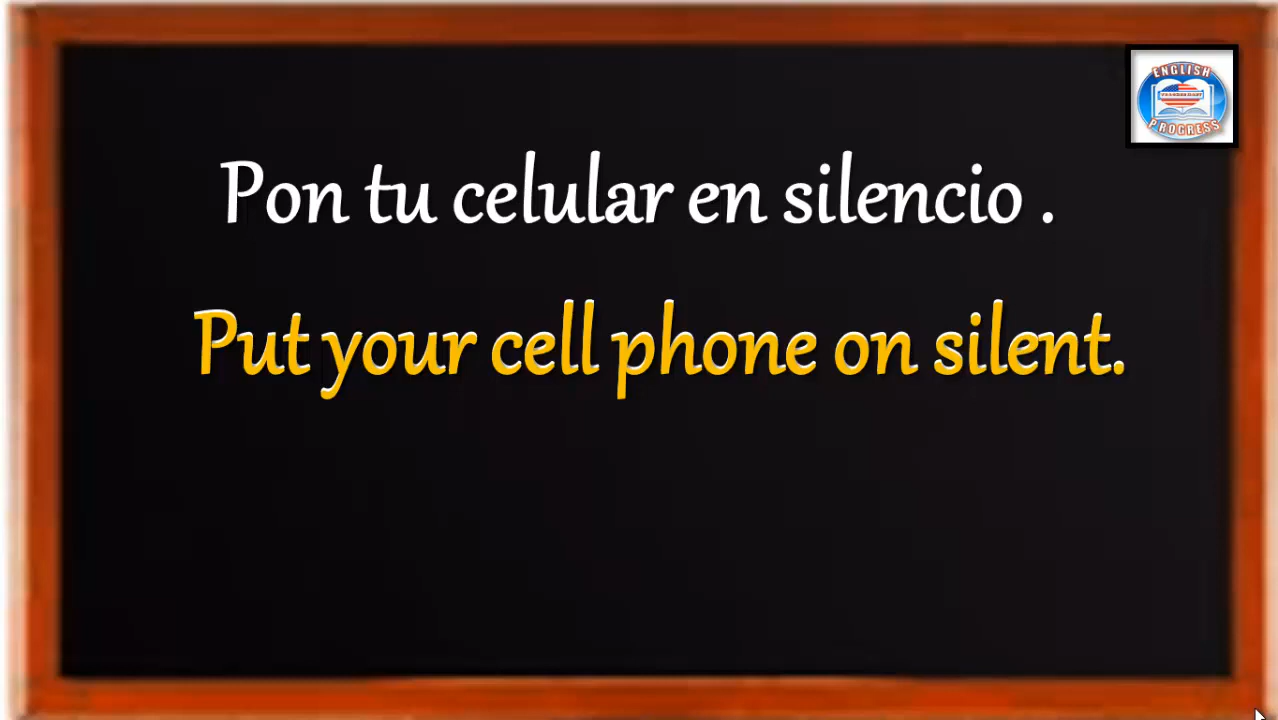 ENGLISH
PROGRESS
Pon tu celular en silencio .
Put your cell phone on silent.